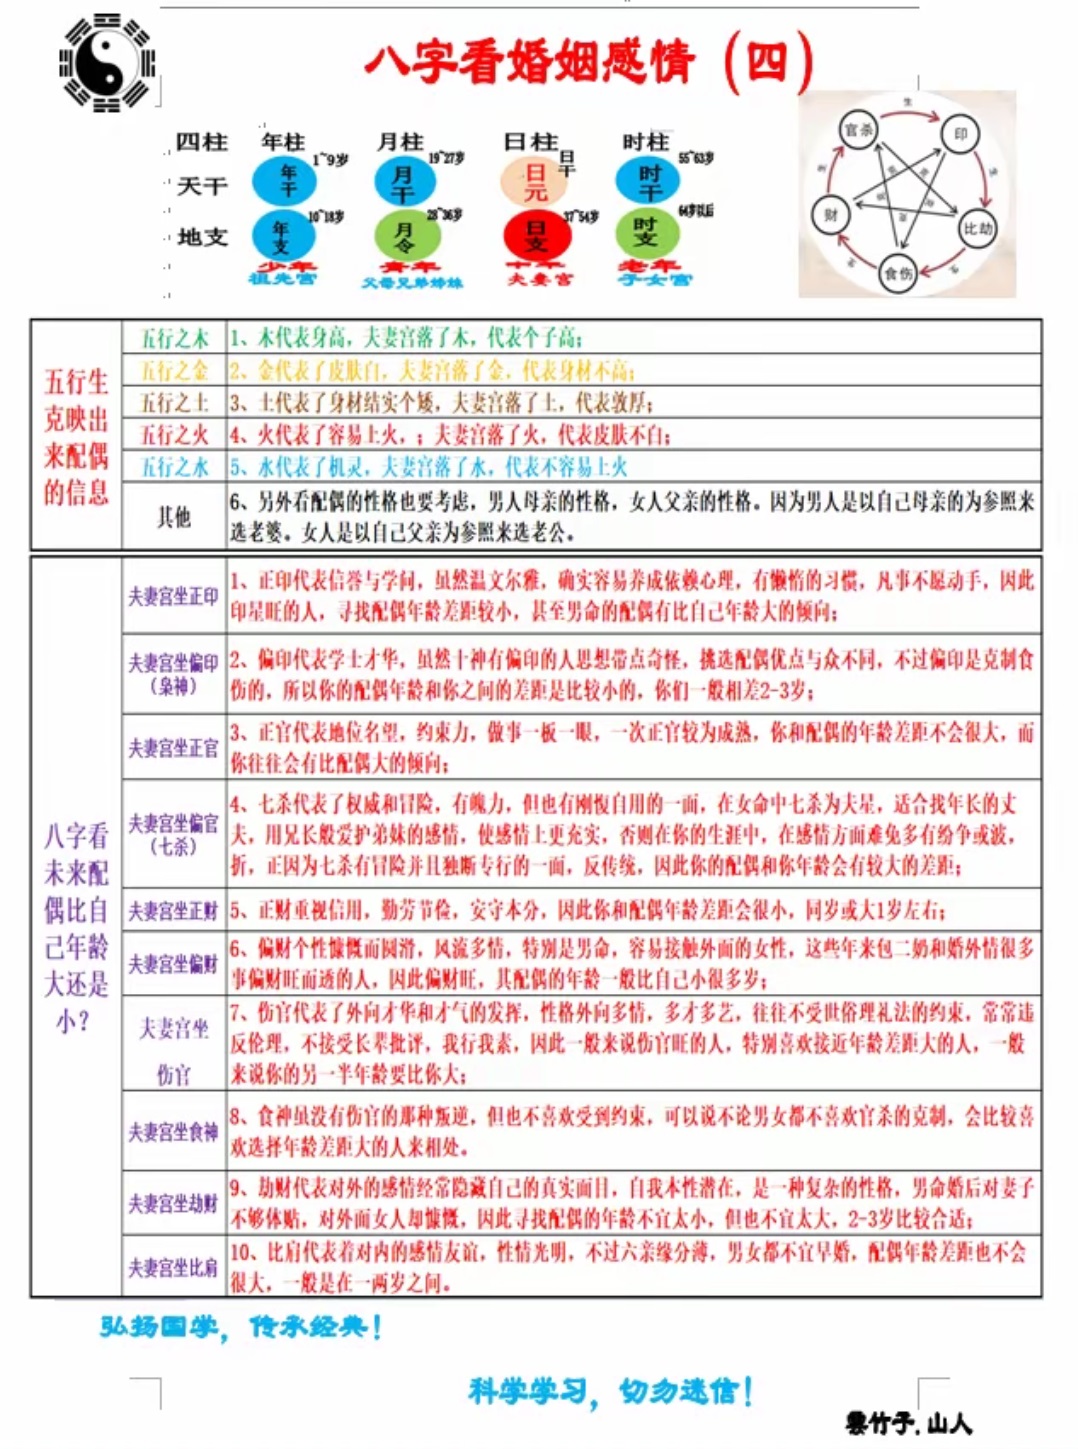 八字看婚姻感情（四）
四柱 年柱 月柱 日柱 时柱
天干 年干 1~9岁 月干 19~27岁 日元 日干 时干 55~63岁
地支 年支 10~18岁 月令 28~36岁 日支 37~54岁 时支 64岁以后
少年 青年 中年 老年
祖先宫 父母兄弟姊妹 夫妻宫 子女宫
官杀 生 印
生 生
财 比劫
生 食伤 生
五行生
克映出
来配偶
的信息
五行之木 1、木代表身高，夫妻宫落了木，代表个子高；
五行之金 2、金代表了皮肤白，夫妻宫落了金，代表身材不高；
五行之土 3、土代表了身材结实个矮，夫妻宫落了土，代表敦厚；
五行之火 4、火代表了容易上火，；夫妻宫落了火，代表皮肤不白；
五行之水 5、水代表了机灵，夫妻宫落了水，代表不容易上火
其他
6、另外看配偶的性格也要考虑，男人母亲的性格，女人父亲的性格。因为男人是以自己母亲的为参照来
选老婆。女人是以自己父亲为参照来选老公。
八字看
未来配
偶比自
己年龄
大还是
小？
夫妻宫坐正印
1、正印代表信誉与学问，虽然温文尔雅，确实容易养成依赖心理，有懒惰的习惯，凡事不愿动手，因此
印星旺的人，寻找配偶年龄差距较小，甚至男命的配偶有比自己年龄大的倾向；
夫妻宫坐偏印
（枭神）
2、偏印代表学士才华，虽然十神有偏印的人思想带点奇怪，挑选配偶优点与众不同，不过偏印是克制食
伤的，所以你的配偶年龄和你之间的差距是比较小的，你们一般相差2-3岁；
夫妻宫坐正官
3、正官代表地位名望，约束力，做事一板一眼，一次正官较为成熟，你和配偶的年龄差距不会很大，而
你往往会有比配偶大的倾向；
夫妻宫坐偏官
（七杀）
4、七杀代表了权威和冒险，有魄力，但也有刚愎自用的一面，在女命中七杀为夫星，适合找年长的丈
夫，用兄长般爱护弟妹的感情，使感情上更充实，否则在你的生涯中，在感情方面难免多有纷争或波，
折，正因为七杀有冒险并且独断专行的一面，反传统，因此你的配偶和你年龄会有较大的差距；
夫妻宫坐正财 5、正财重视信用，勤劳节俭，安守本分，因此你和配偶年龄差距会很小，同岁或大1岁左右；
夫妻宫坐偏财
6、偏财个性慷慨而圆滑，风流多情，特别是男命，容易接触外面的女性，这些年来包二奶和婚外情很多
事偏财旺而透的人，因此偏财旺，其配偶的年龄一般比自己小很多岁；
夫妻宫坐
伤官
7、伤官代表了外向才华和才气的发挥，性格外向多情，多才多艺，往往不受世俗理礼法的约束，常常违
反伦理，不接受长辈批评，我行我素，因此一般来说伤官旺的人，特别喜欢接近年龄差距大的人，一般
来说你的另一半年龄要比你大；
夫妻宫坐食神
8、食神虽没有伤官的那种叛逆，但也不喜欢受到约束，可以说不论男女都不喜欢官杀的克制，会比较喜
欢选择年龄差距大的人来相处。
夫妻宫坐劫财
9、劫财代表对外的感情经常隐藏自己的真实面目，自我本性潜在，是一种复杂的性格，男命婚后对妻子
不够体贴，对外面女人却慷慨，因此寻找配偶的年龄不宜太小，但也不宜太大，2-3岁比较合适；
夫妻宫坐比肩
10、比肩代表着对内的感情友谊，性情光明，不过六亲缘分薄，男女都不宜早婚，配偶年龄差距也不会
很大，一般是在一两岁之间。
弘扬国学，传承经典！
科学学习，切勿迷信！
雲竹子.山人